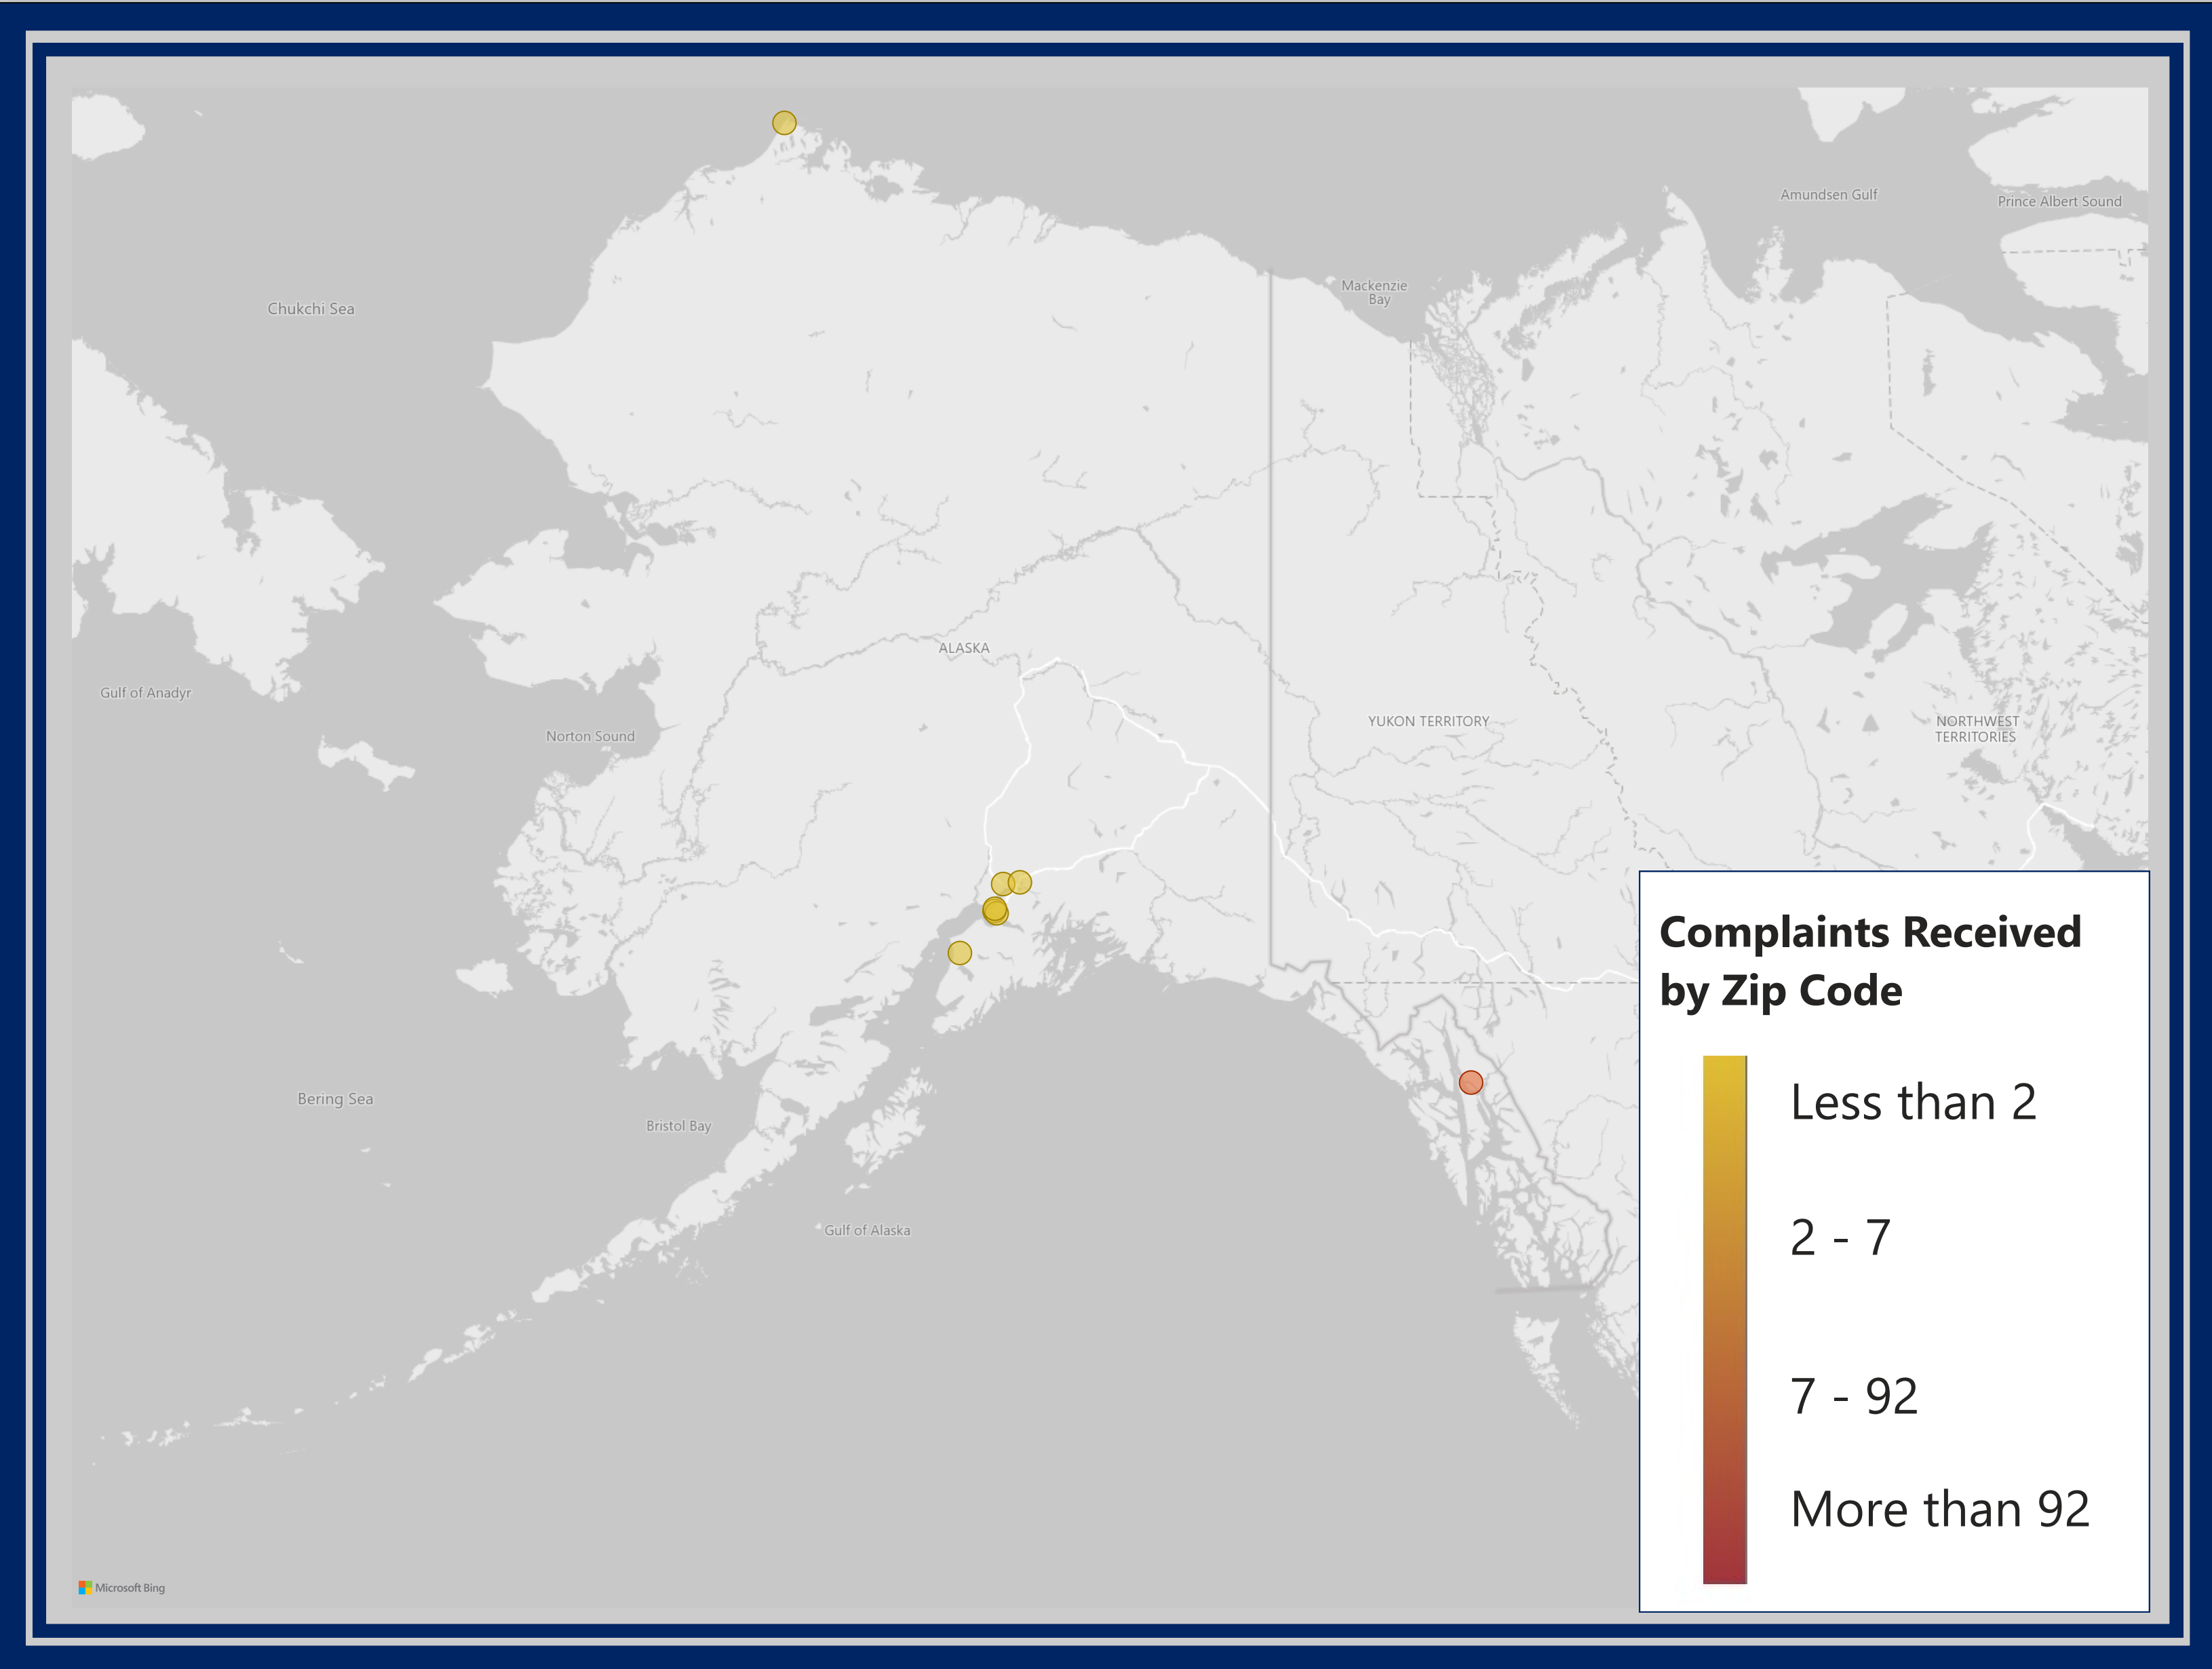 Amundsen Gulf
Prince Albert Sound
Mackenzie
Bay
Chukchi Sea
ALASKA
Gulf of Anadyr
YUKON TERRITORY
NORTHWEST
TERRITORIES
Norton Sound
Complaints Received
by Zip Code
Less than 2
2 - 7
7 - 92
More than 92
Bering Sea
Bristol Bay
Gulf of Alaska
Microsoft Bing